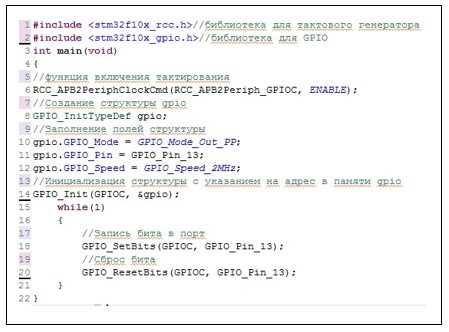 1 #include <stm32f10x_rcc.h>//библиотека для тактового генератора
2 #include <stm32f10x_gpio.h>//библиотека для GPIO
3 int main(void)
4 {
5 //функция включения тактирования
6 RCC_APB2PeriphClockCmd(RCC_APB2Periph_GPIOC, ENABLE);
7 //Создание структуры gpio
8 GPIO_InitTypeDef gpio;
9 //Заполнение полей структуры
10 gpio.GPIO_Mode = GPIO_Mode_Out_PP;
11 gpio.GPIO_Pin = GPIO_Pin_13;
12 gpio.GPIO_Speed = GPIO_Speed_2MHz;
13 //Инициализация структуры с указанием на адрес в памяти gpio
14 GPIO_Init(GPIOC, &gpio);
15 while(1)
16 {
17 //Запись бита в порт
18 GPIO_SetBits(GPIOC, GPIO_Pin_13);
19 //Сброс бита
20 GPIO_ResetBits(GPIOC, GPIO_Pin_13);
21 }
22 }